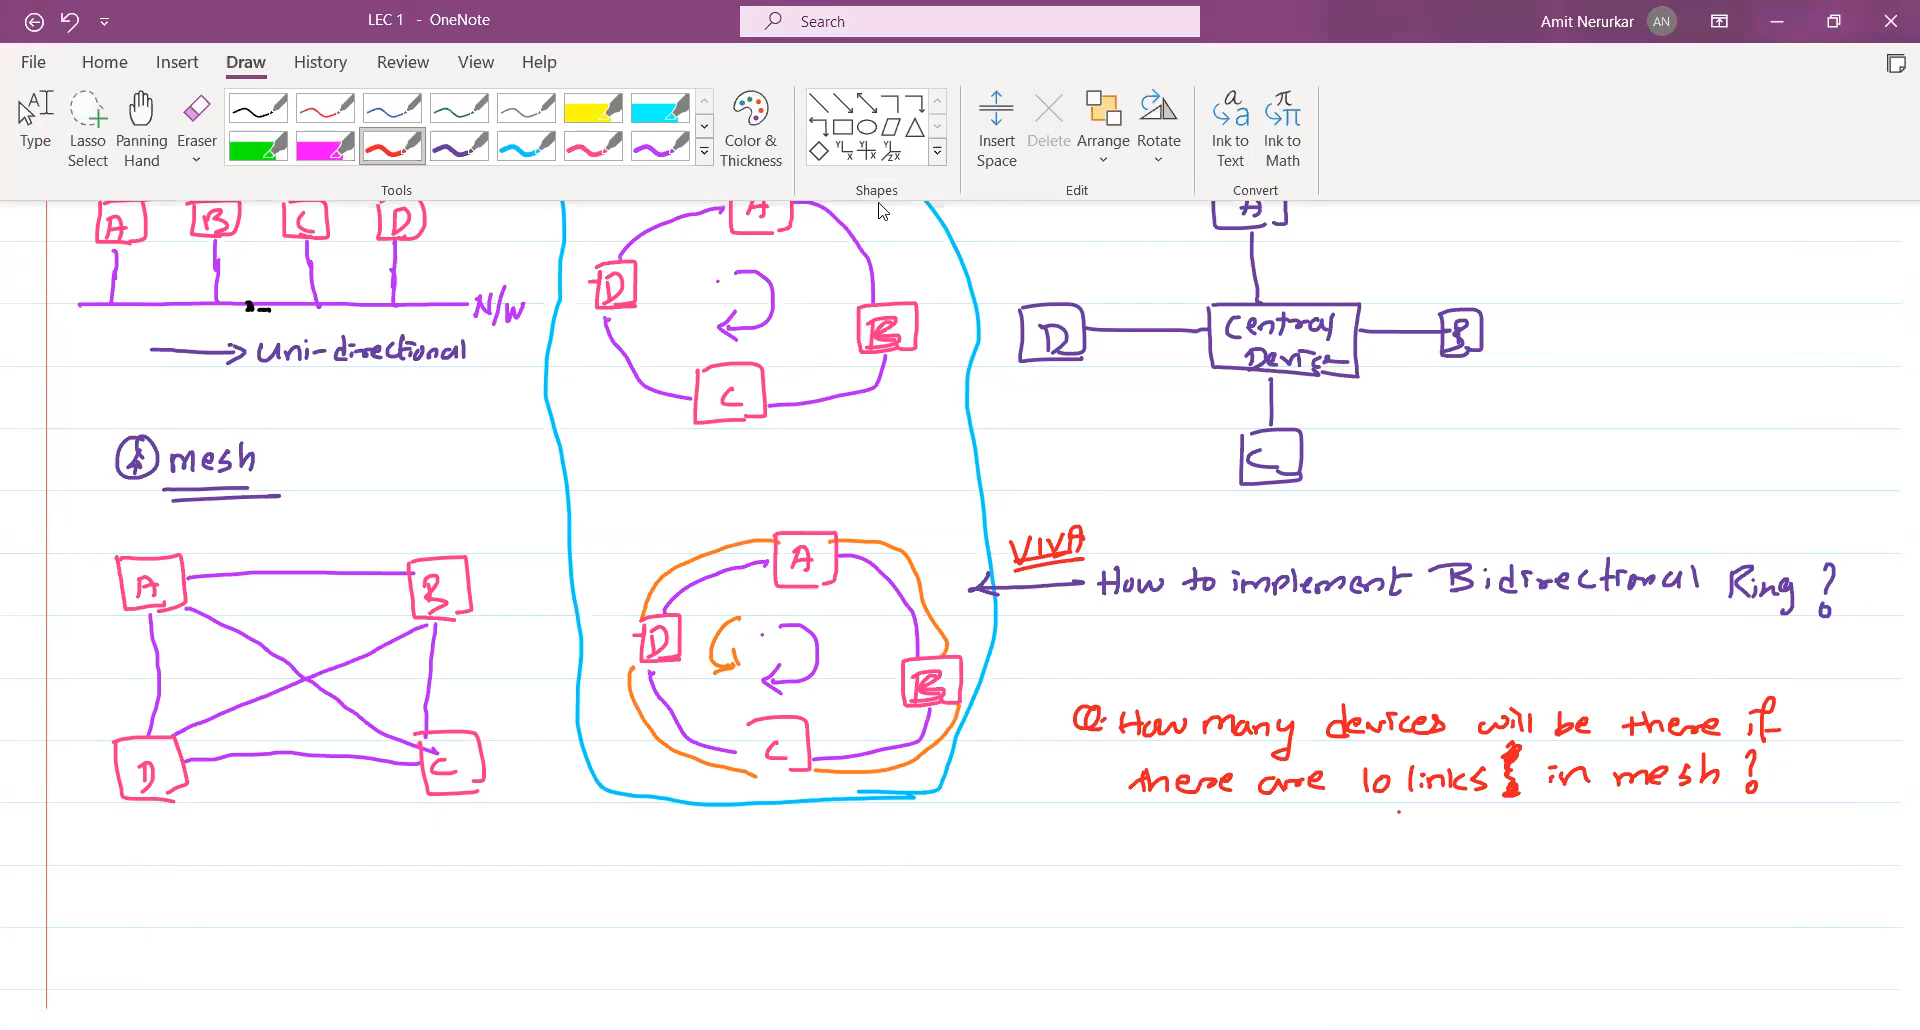 LEC 1 - OneNote
Search
Amit Nerurkar
AN
File Home Insert Draw History Review View Help
Type
Lasso Select
Panning Hand
Eraser
Color & Thickness
Insert Space
Delete
Arrange
Rotate
Ink to Text
Ink to Math
Tools
Shapes
Edit
Convert
A B C D
N/W
Uni-directional
A
D
B
C
A
D
Central Device
B
C
mesh
A
B
D
C
A
D
B
C
VIVA
How to implement Bidirectional Ring ?
Q. How many devices will be there if
there are 10 links in mesh ?